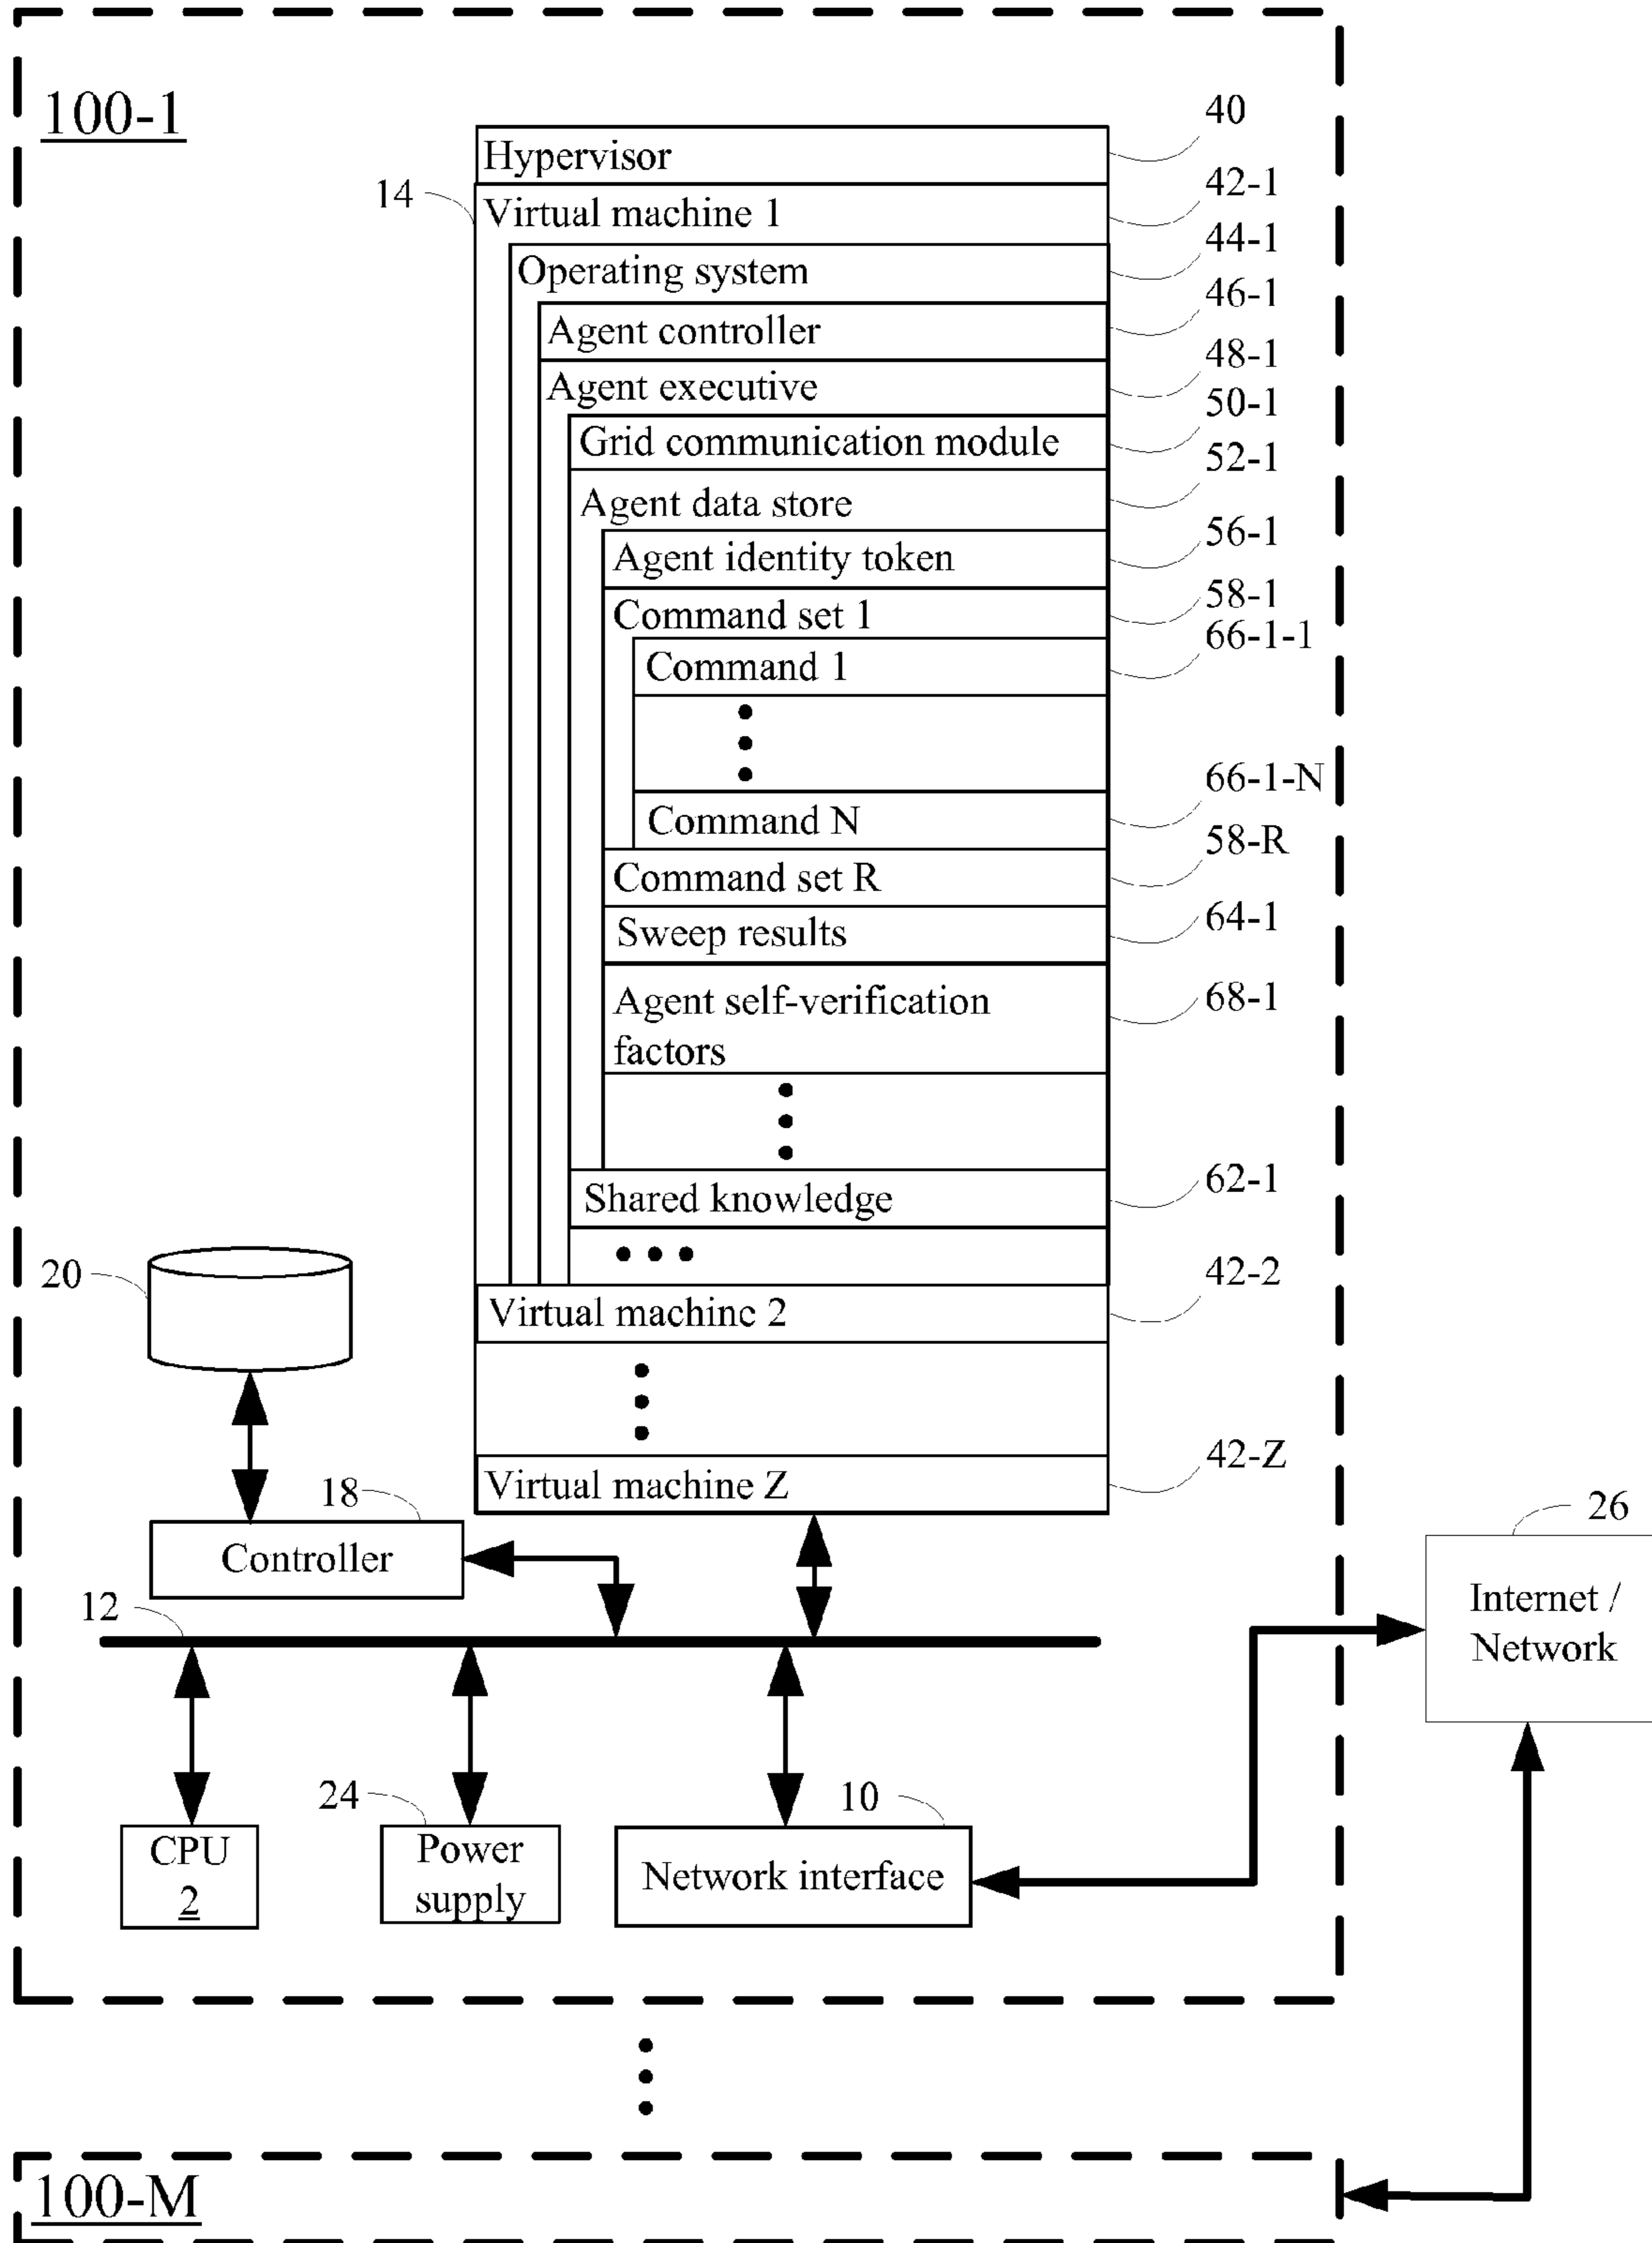 100-1
40
Hypervisor
14
42-1
Virtual machine 1
44-1
Operating system
46-1
Agent controller
48-1
Agent executive
50-1
Grid communication module
52-1
Agent data store
56-1
Agent identity token
58-1
Command set 1
66-1-1
Command 1
66-1-N
Command N
58-R
Command set R
64-1
Sweep results
68-1
Agent self-verification
factors
62-1
Shared knowledge
20
42-2
Virtual machine 2
42-Z
Virtual machine Z
18
Controller
26
Internet /
Network
12
24
10
CPU
2
Power
supply
Network interface
100-M